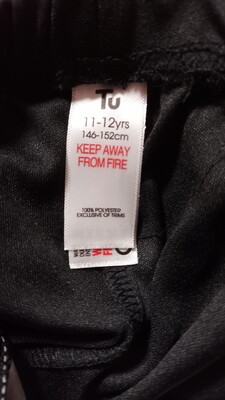 Tu
11-12yrs
146-152cm
KEEP AWAY
FROM FIRE
100% POLYESTER
EXCLUSIVE OF TRIMS